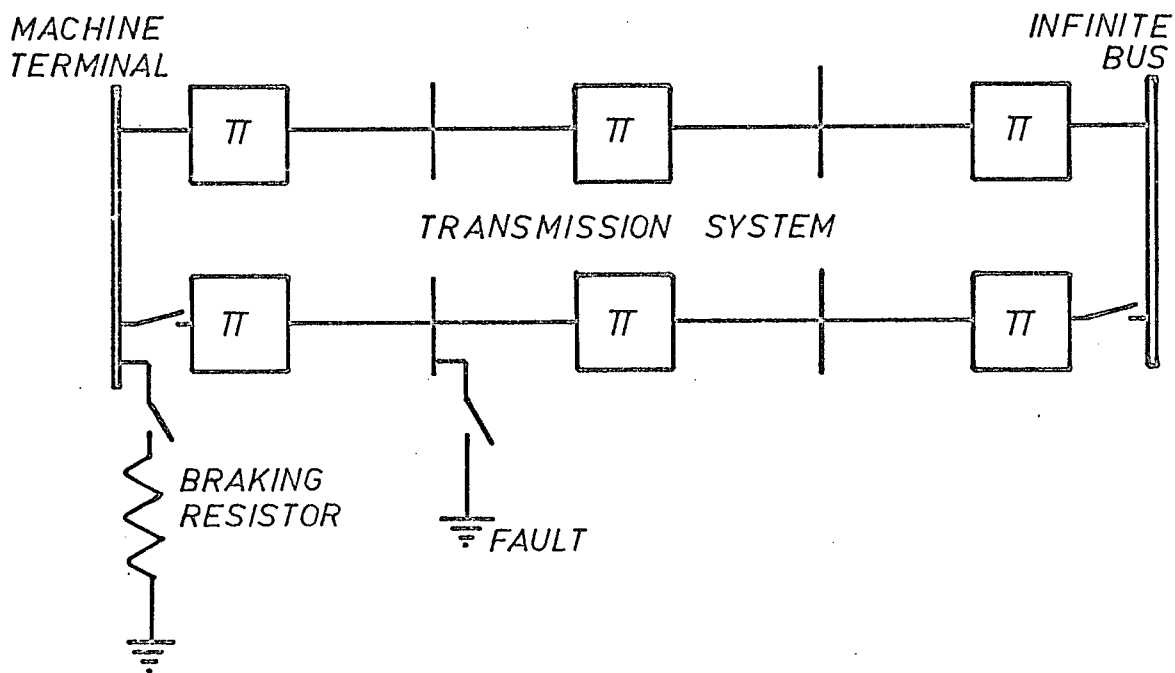 MACHINE
TERMINAL
INFINITE
BUS
π
π
π
TRANSMISSION SYSTEM
π
π
π
BRAKING
RESISTOR
FAULT